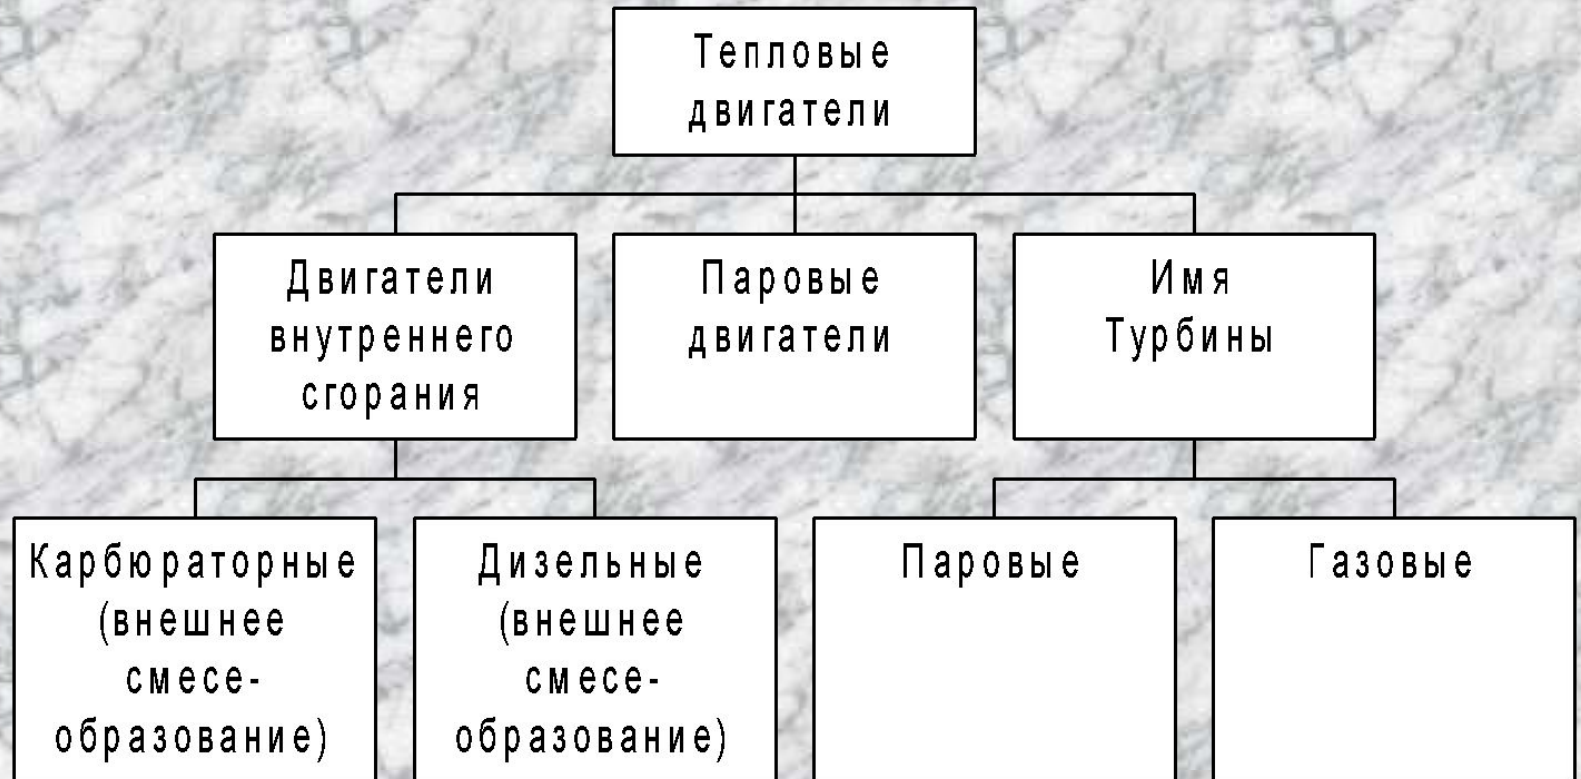 Тепловые
двигатели
Двигатели
внутреннего
сгорания
Паровые
двигатели
Имя
Турбины
Карбюраторные
(внешнее
смесе-
образование)
Дизельные
(внешнее
смесе-
образование)
Паровые
Газовые